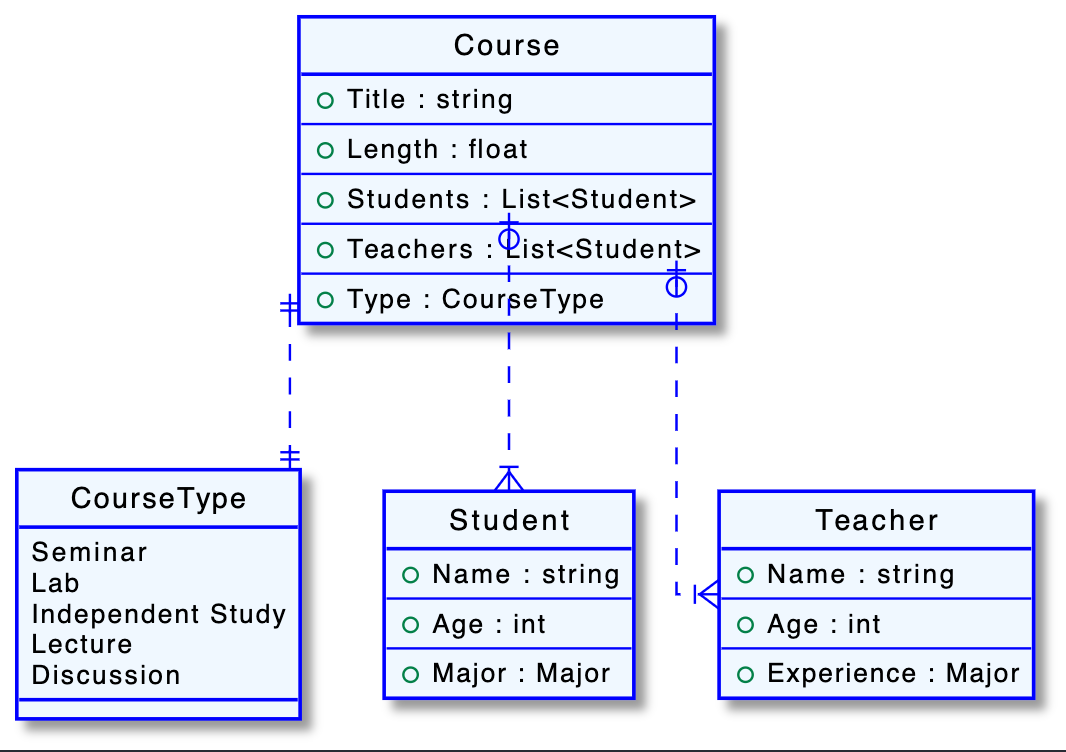 Course
Title : string
Length : float
Students : List<Student>
Teachers : List<Student>
Type : CourseType
CourseType
Seminar
Lab
Independent Study
Lecture
Discussion
Student
Name : string
Age : int
Major : Major
Teacher
Name : string
Age : int
Experience : Major